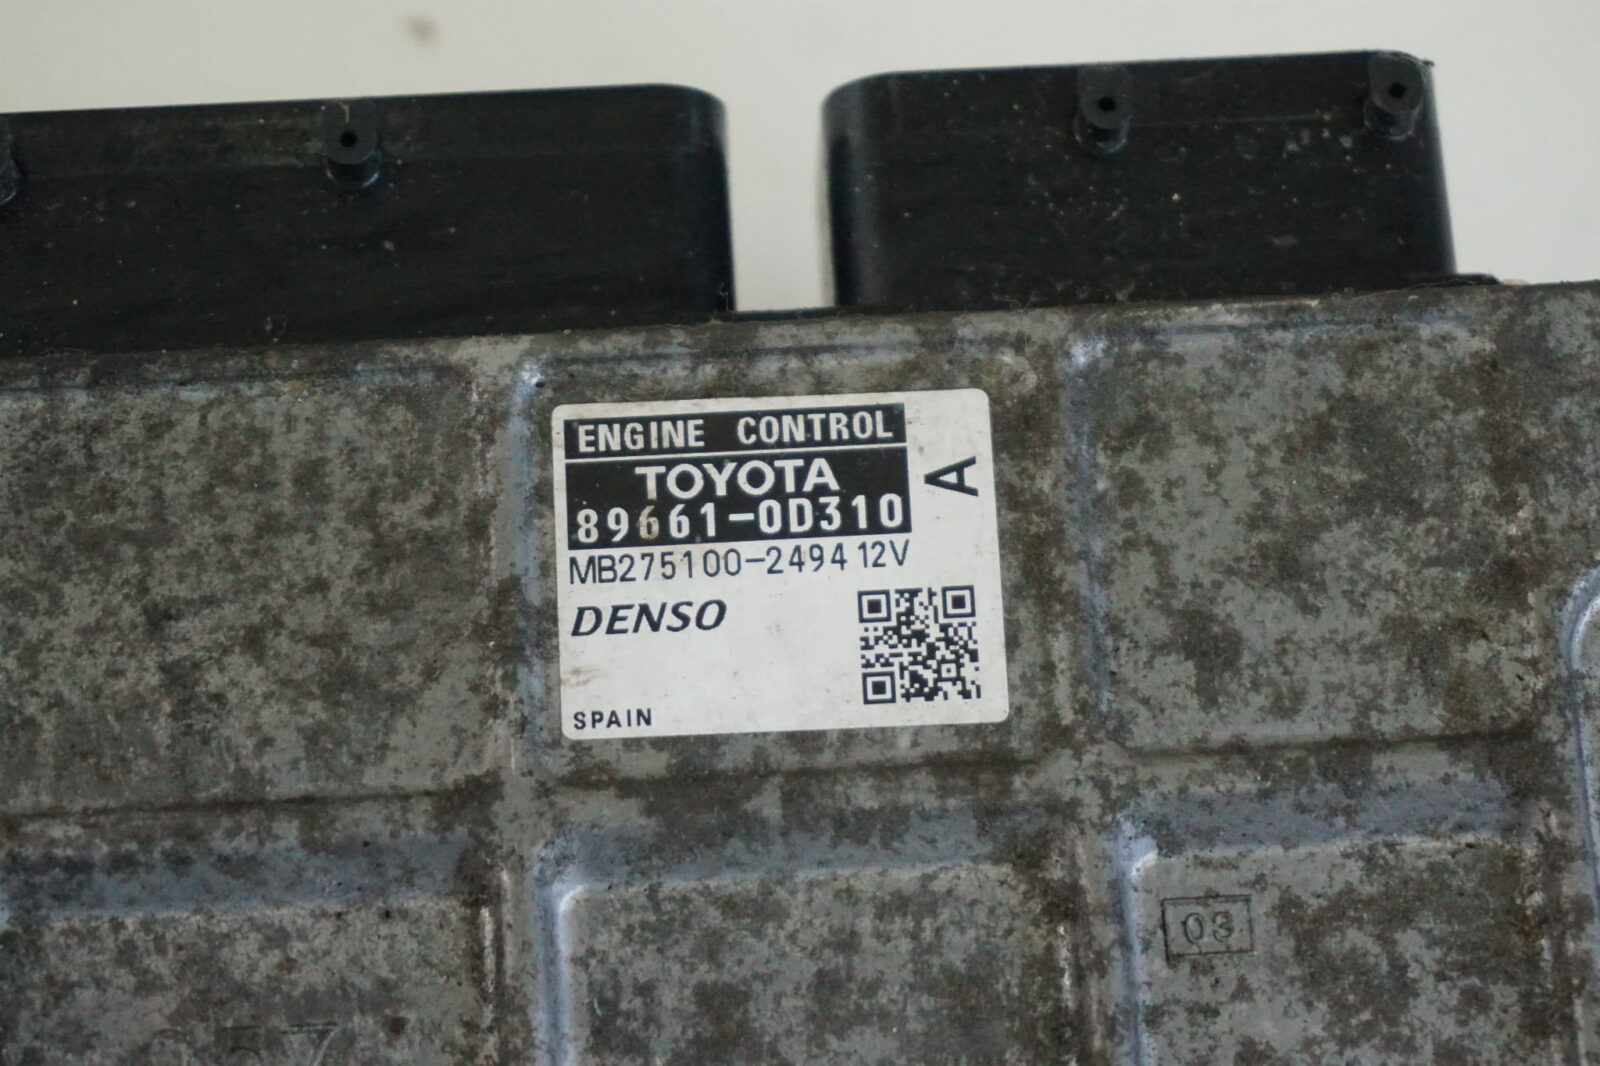 ENGINE CONTROL
TOYOTA
89661-0D310
A
MB275100-2494 12V
DENSO
SPAIN
03